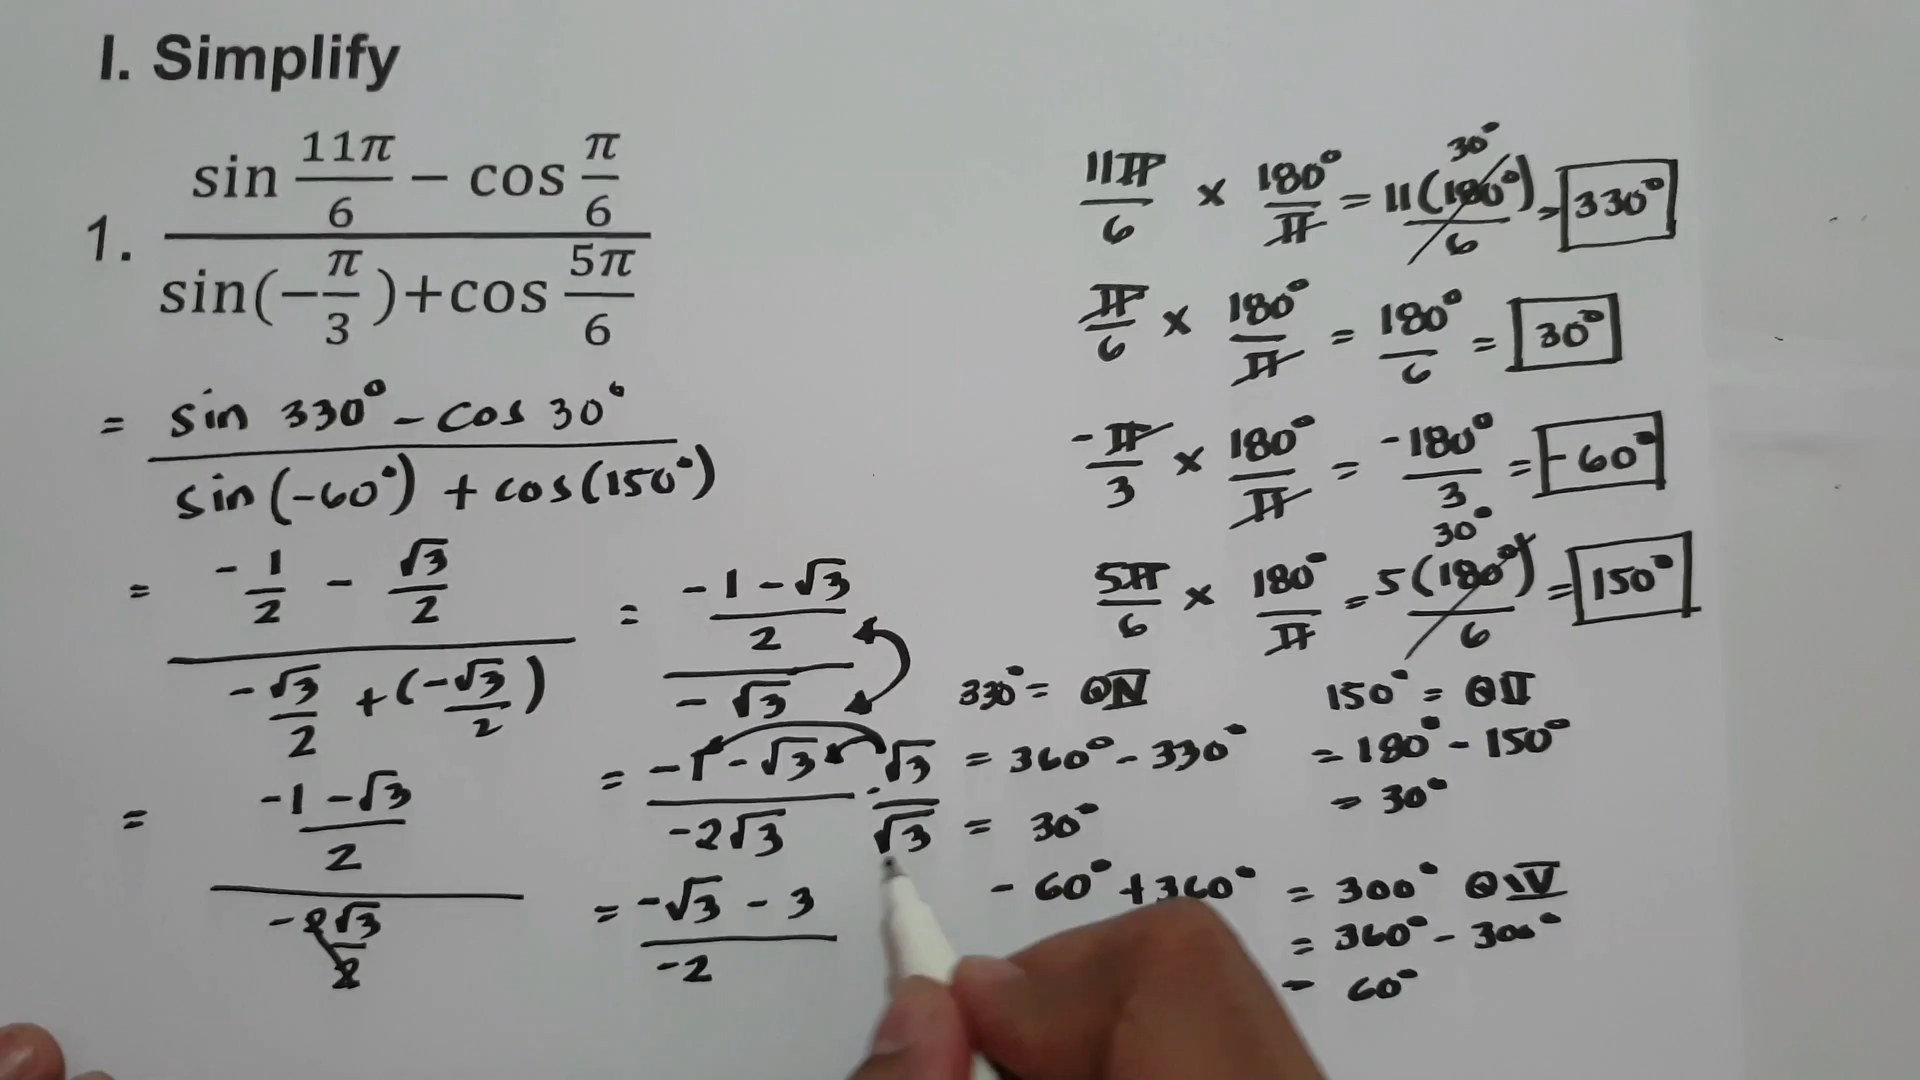 I. Simplify
1. (sin 11π/6 − cos π/6) / (sin(−π/3)+cos 5π/6)
= (sin 330° − cos 30°) / (sin(-60°) + cos(150°))
= (-1/2 - √3/2) / (-√3/2 + (-√3/2))
= ((-1 - √3)/2) / (-2√3/2)
= ((-1 - √3)/2) / (-√3)
= (-1 - √3)/(-2√3) · √3/√3
= (-√3 - 3)/-2
11π/6 × 180°/π = 11(180°)/6 30° = 330°
π/6 × 180°/π = 180°/6 = 30°
-π/3 × 180°/π = -180°/3 = -60°
5π/6 × 180°/π = 5(180°)/6 30° = 150°
330° = QIV
= 360° - 330°
= 30°
150° = QII
= 180° - 150°
= 30°
- 60° + 360° = 300° QIV
= 360° - 300°
= 60°